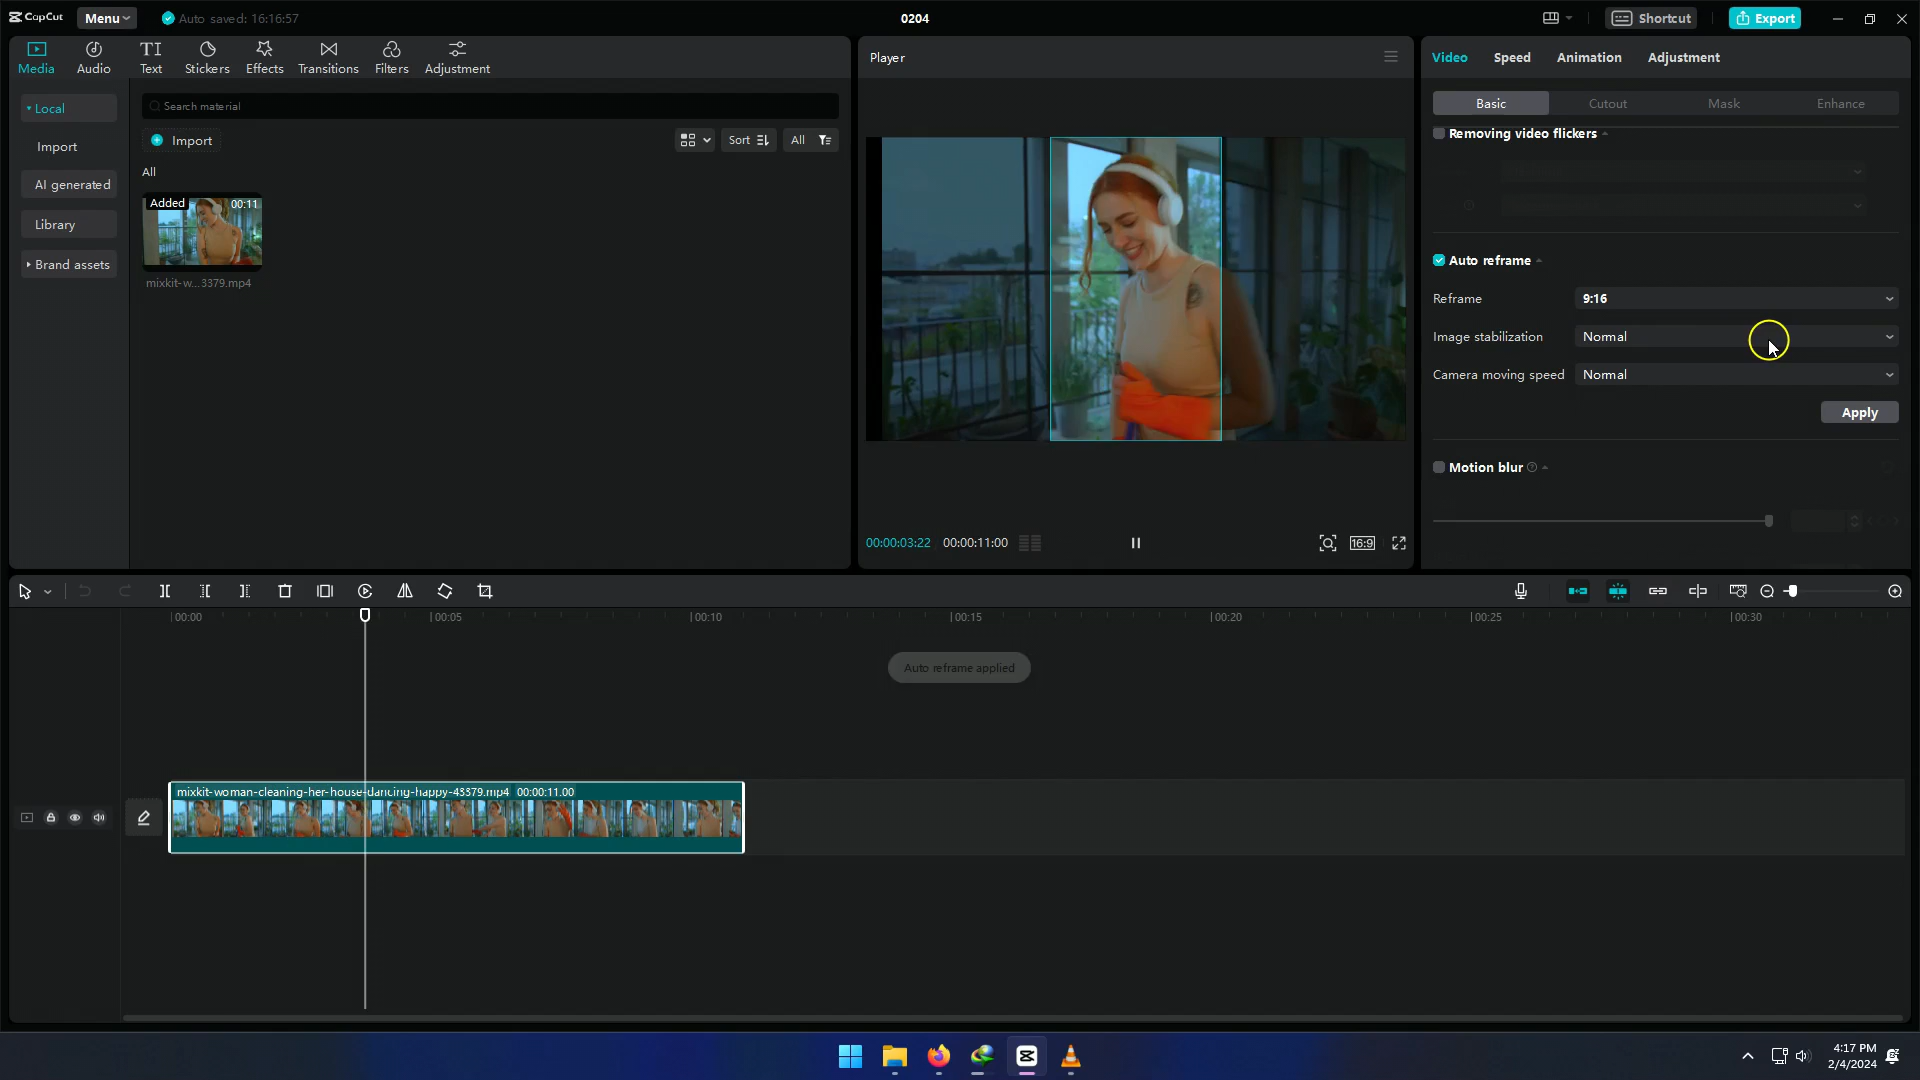 CapCut
Menu
Auto saved: 16:16:57
0204
Shortcut
Export
Media
Audio
TI
Text
Stickers
Effects
Transitions
Filters
Adjustment
Local
Import
AI generated
Library
Brand assets
Search material
Import
Sort
All
All
Added
00:11
mixkit-w...3379.mp4
Player
00:00:03:22
00:00:11:00
16:9
Video
Speed
Animation
Adjustment
Basic
Cutout
Mask
Enhance
Removing video flickers
Auto reframe
Reframe
9:16
Image stabilization
Normal
Camera moving speed
Normal
Apply
Motion blur
00:00
00:05
00:10
00:15
00:20
00:25
00:30
Auto reframe applied
mixkit-woman-cleaning-her-house-dancing-happy-43379.mp4 00:00:11:00
4:17 PM
2/4/2024